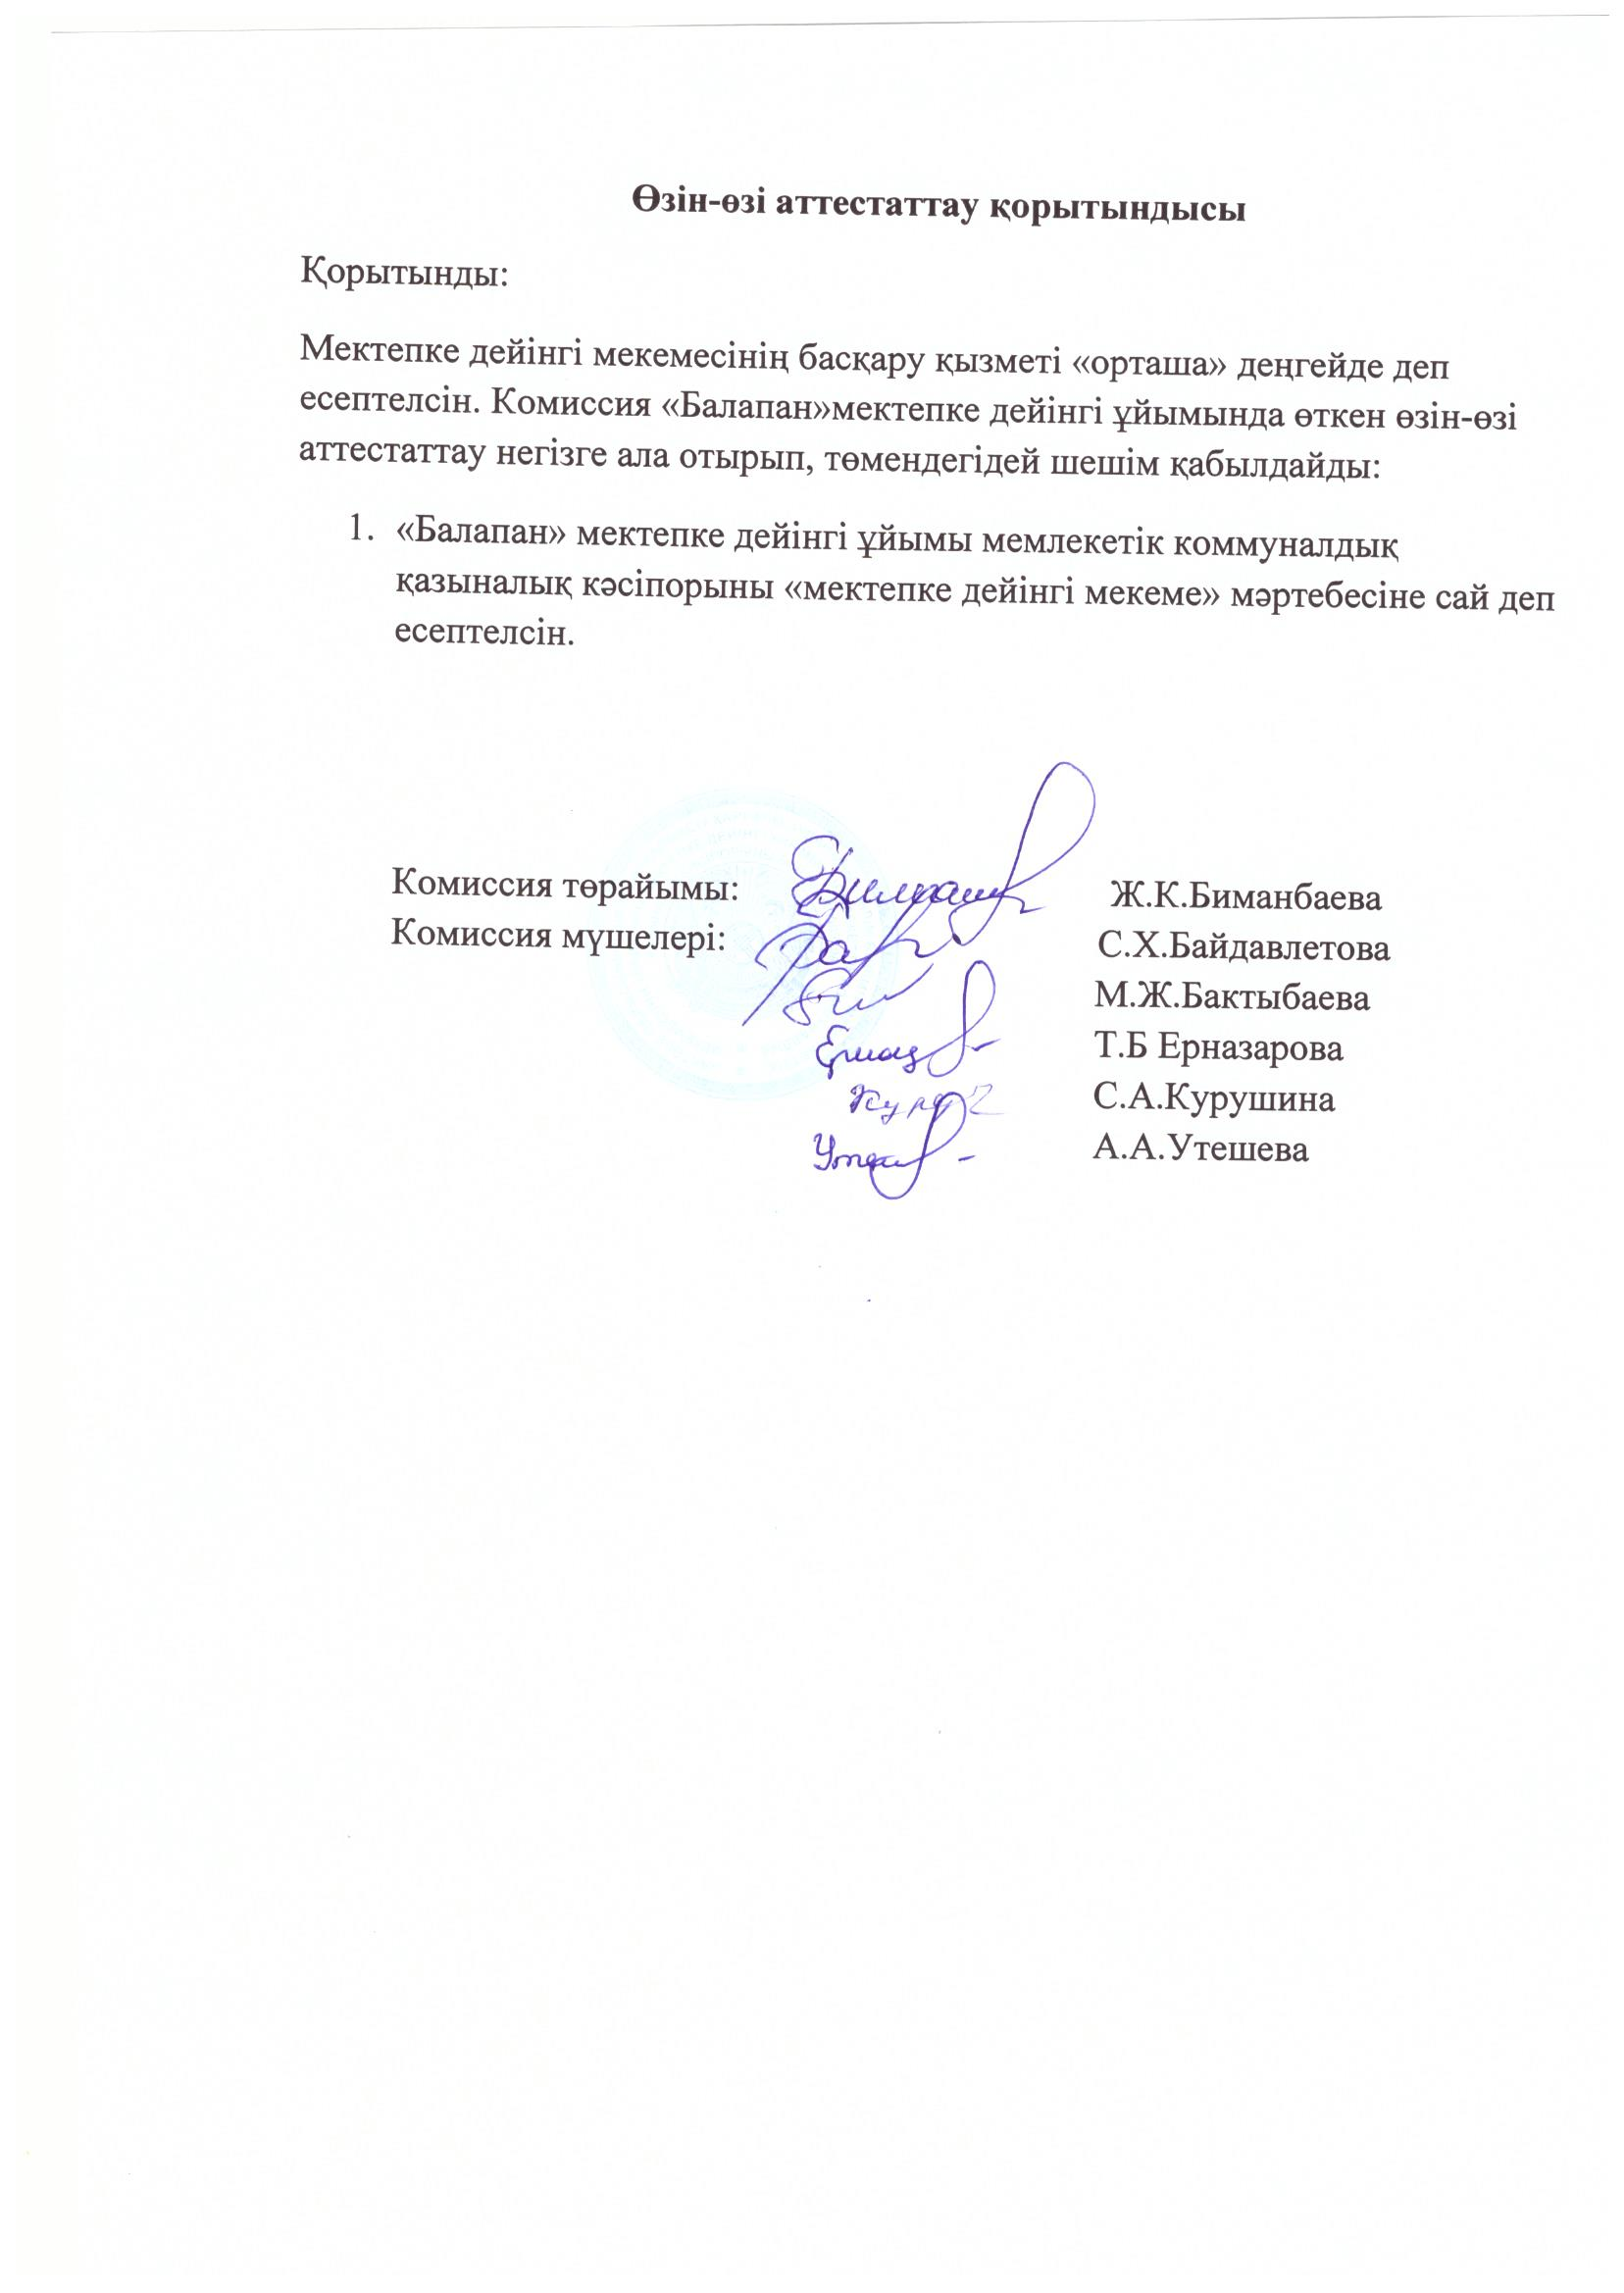 Өзін-өзі аттестаттау қорытындысы
Қорытынды:
Мектепке дейінгі мекемесінің басқару қызметі «орташа» деңгейде деп
есептелсін. Комиссия «Балапан»мектепке дейінгі ұйымында өткен өзін-өзі
аттестаттау негізге ала отырып, төмендегідей шешім қабылдайды:
1. «Балапан» мектепке дейінгі ұйымы мемлекетік коммуналдық
қазыналық кәсіпорыны «мектепке дейінгі мекеме» мәртебесіне сай деп
есептелсін.
Комиссия төрайымы: Ж.К.Биманбаева
Комиссия мүшелері: С.Х.Байдавлетова
М.Ж.Бактыбаева
Т.Б Ерназарова
С.А.Курушина
А.А.Утешева